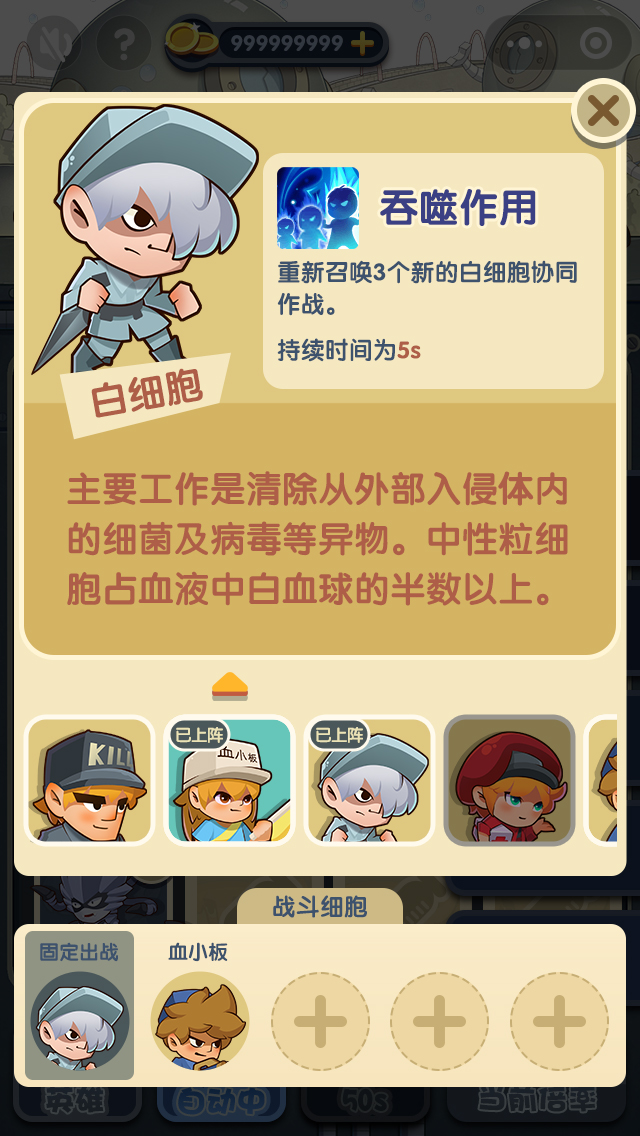 ?
999999999
吞噬作用
重新召唤3个新的白细胞协同
作战。
持续时间为5s
白细胞
主要工作是清除从外部入侵体内
的细菌及病毒等异物。中性粒细
胞占血液中白血球的半数以上。
KILL
已上阵
血小板
已上阵
战斗细胞
固定出战
血小板
英雄
自动中
50s
当前倍率